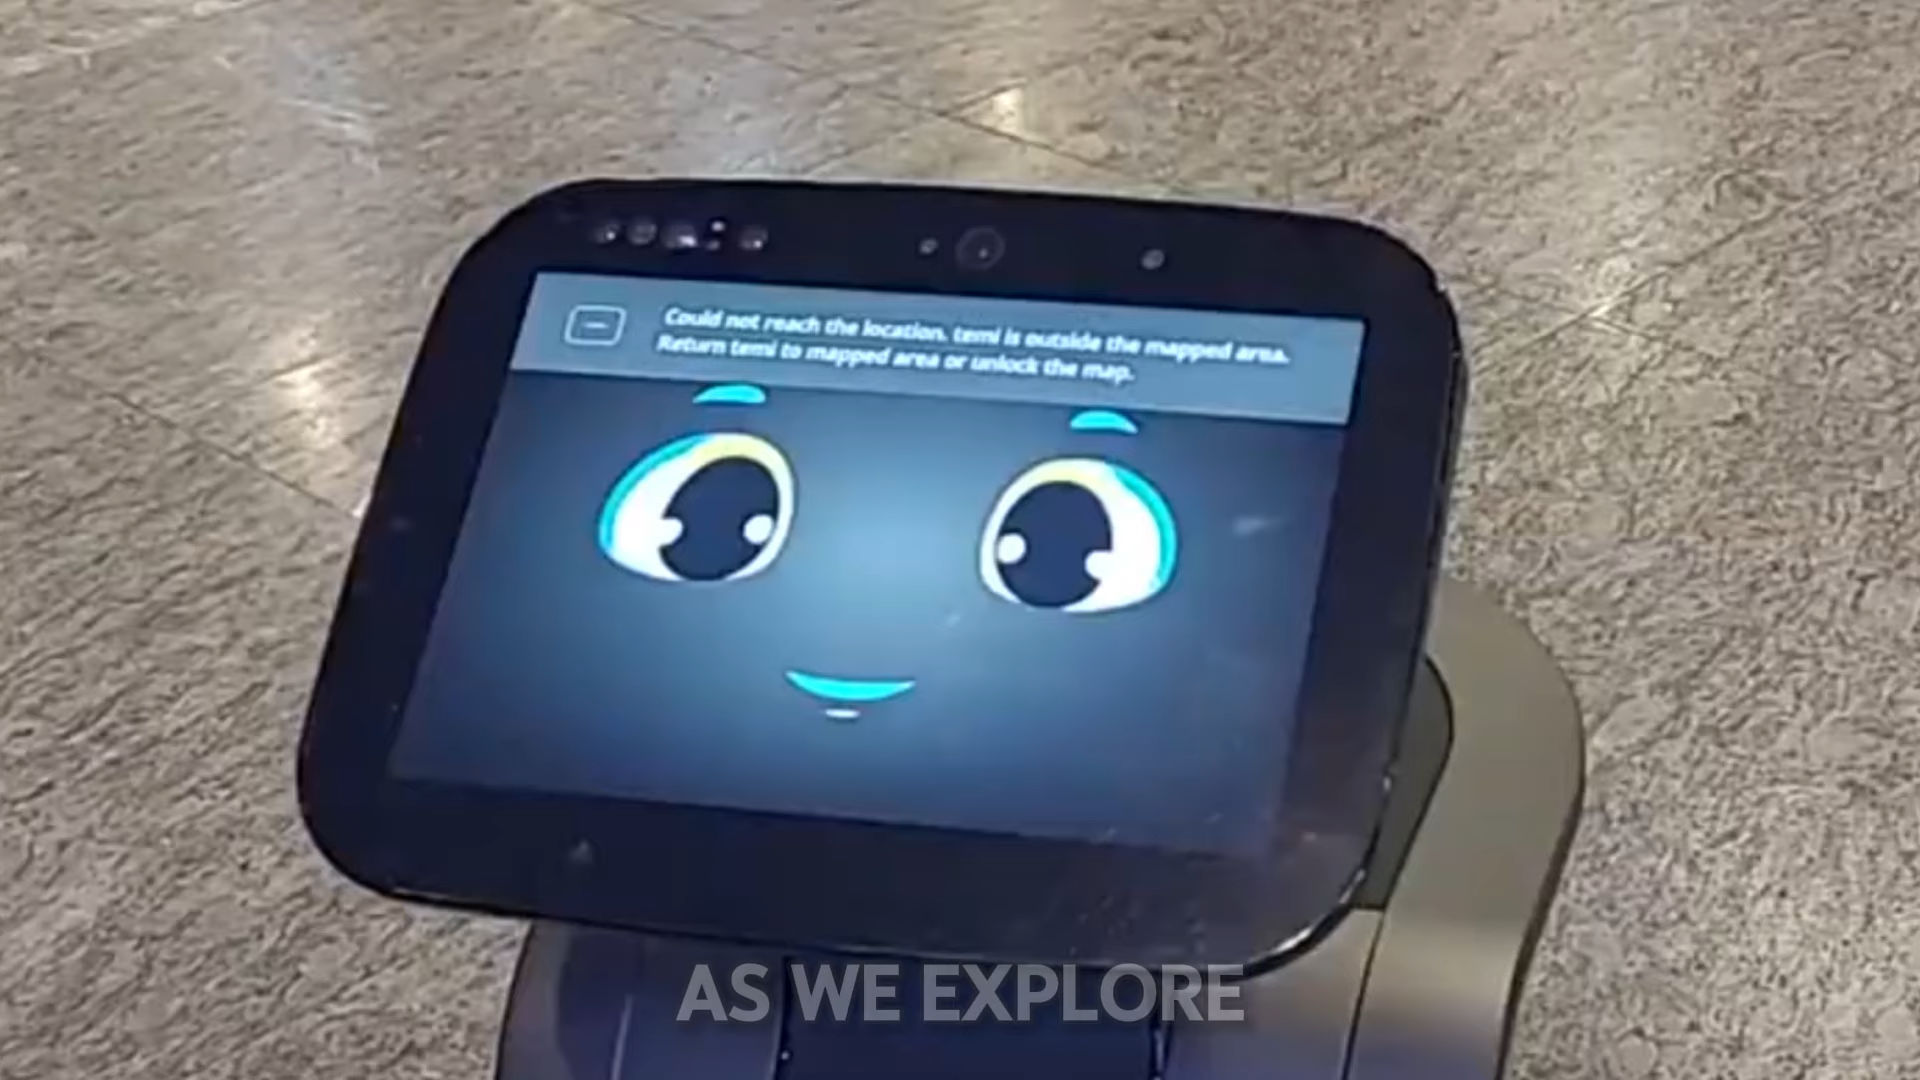 Could not reach the location. temi is outside the mapped area.
Return temi to mapped area or unlock the map.
AS WE EXPLORE